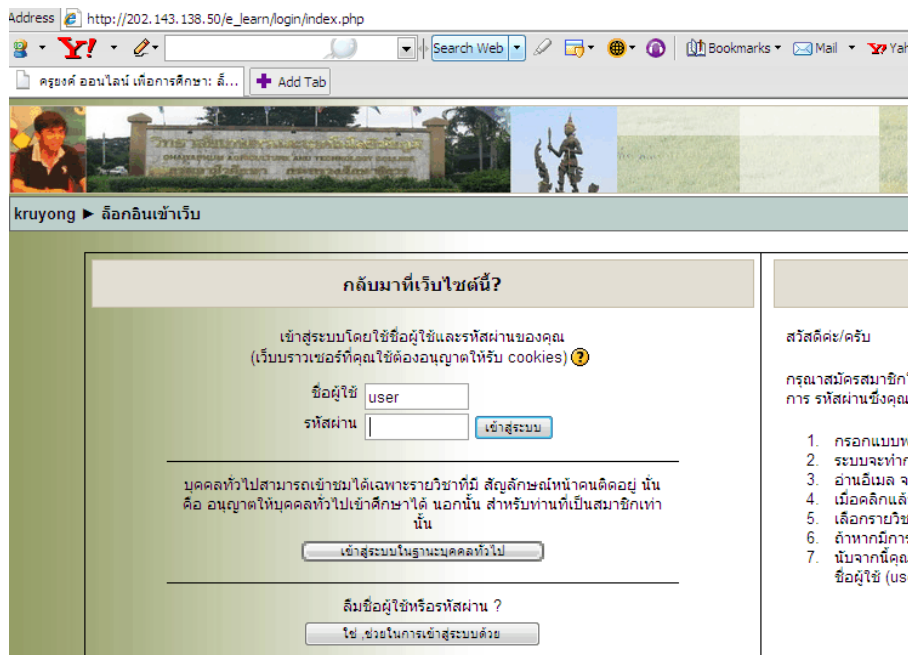 Address http://202.143.138.50/e_learn/login/index.php
Y! Search Web Bookmarks Mail Yah
ครูยงค์ ออนไลน์ เพื่อการศึกษา: ล็... Add Tab
CHAIYAPHUM AGRICULTURE AND TECHNOLOGY COLLEGE
kruyong ► ล็อกอินเข้าเว็บ
กลับมาที่เว็บไซต์นี้?
เข้าสู่ระบบโดยใช้ชื่อผู้ใช้และรหัสผ่านของคุณ
(เว็บบราวเซอร์ที่คุณใช้ต้องอนุญาตให้รับ cookies) ?
ชื่อผู้ใช้ user
รหัสผ่าน เข้าสู่ระบบ
บุคคลทั่วไปสามารถเข้าชมได้เฉพาะรายวิชาที่มี สัญลักษณ์หน้าคนติดอยู่ นั่น
คือ อนุญาตให้บุคคลทั่วไปเข้าศึกษาได้ นอกนั้น สำหรับท่านที่เป็นสมาชิกเท่า
นั้น
เข้าสู่ระบบในฐานะบุคคลทั่วไป
ลืมชื่อผู้ใช้หรือรหัสผ่าน ?
ใช่ ,ช่วยในการเข้าสู่ระบบด้วย
สวัสดีค่ะ/ครับ
กรุณาสมัครสมาชิกใ
การ รหัสผ่านซึ่งคุณ
1. กรอกแบบฟ
2. ระบบจะทำก
3. อ่านอีเมล จ
4. เมื่อคลิกแล้
5. เลือกรายวิช
6. ถ้าหากมีการ
7. นับจากนี้คุณ
ชื่อผู้ใช้ (us